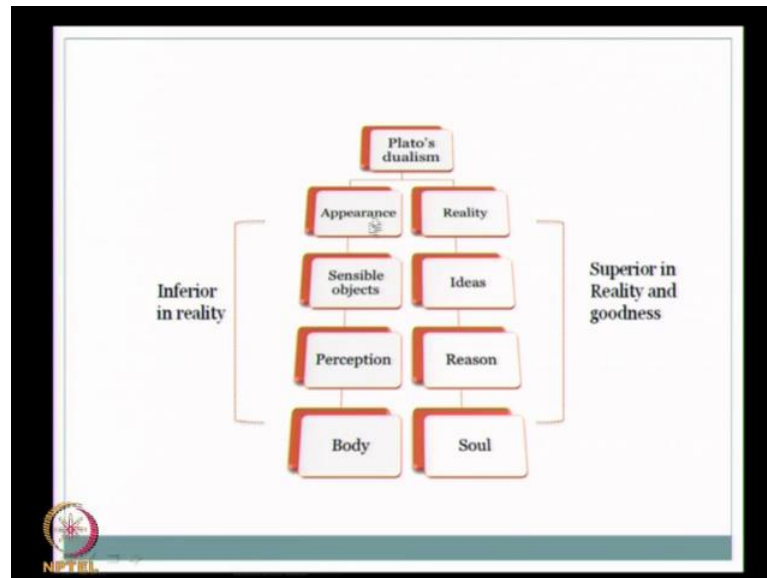 Plato's
dualism
Appearance
Reality
Sensible
objects
Ideas
Inferior
in reality
Superior in
Reality and
goodness
Perception
Reason
Body
Soul
NPTEL